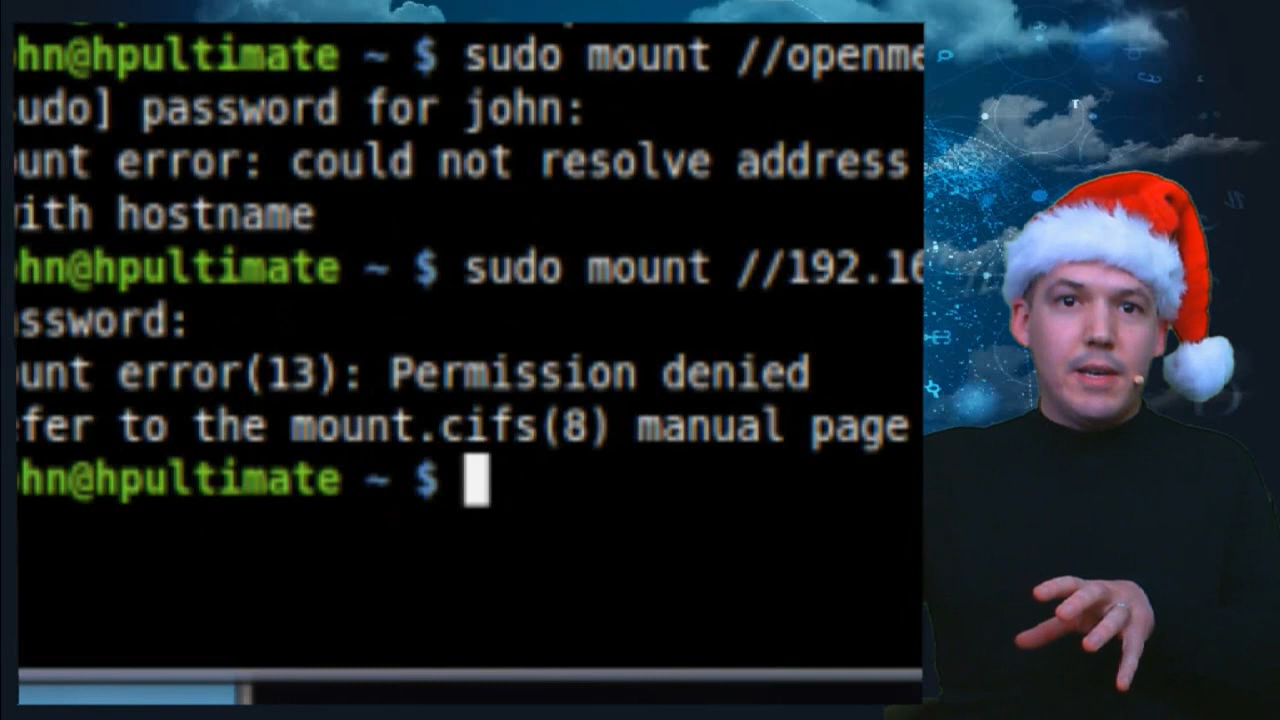 hn@hpultimate ~ $ sudo mount //openme
udo] password for john:
unt error: could not resolve address
ith hostname
hn@hpultimate ~ $ sudo mount //192.16
ssword:
unt error(13): Permission denied
efer to the mount.cifs(8) manual page
hn@hpultimate ~ $